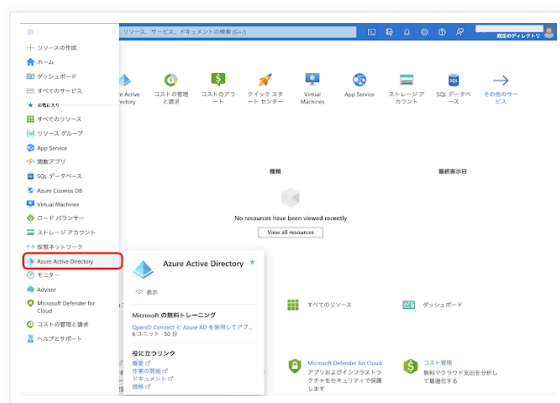 リソース、サービス、ドキュメントの検索 (G+/)
既定のディレクトリ
リソースの作成
ホーム
ダッシュボード
すべてのサービス
お気に入り
すべてのリソース
リソース グループ
App Service
関数アプリ
SQL データベース
Azure Cosmos DB
Virtual Machines
ロード バランサー
ストレージ アカウント
仮想ネットワーク
Azure Active Directory
モニター
Advisor
Microsoft Defender for
Cloud
コストの管理と請求
ヘルプとサポート
re Active
rectory
コストの管理
と請求
コストのアラ
ート
クイック スタ
ート センター
Virtual
Machines
App Service
ストレージ ア
カウント
SQL データベ
ース
その他のサー
ビス
種類
最終表示日
No resources have been viewed recently
View all resources
Azure Active Directory
表示
Microsoft の無料トレーニング
OpenID Connect と Azure AD を使用してアプ...
6 ユニット · 50 分
役に立つリンク
概要
作業の開始
ドキュメント
価格
すべてのリソース
ダッシュボード
Microsoft Defender for Cloud
アプリおよびインフラストラ
クチャをセキュリティで保護
します
コスト管理
無料でクラウド支出を分析し
て最適化する